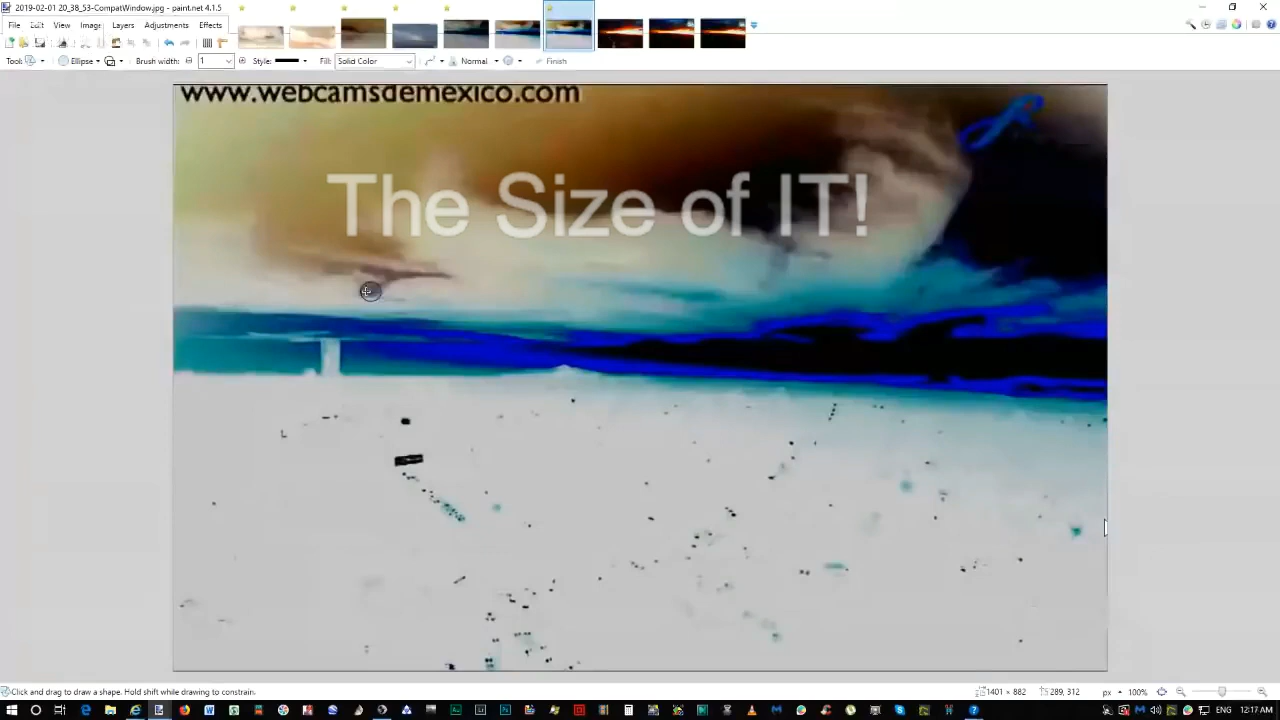 2019-02-01 20_38_53-CompatWindow.jpg - paint.net 4.1.5
File Edit View Image Layers Adjustments Effects
Tool: Ellipse Brush width: 1 Style: Fill: Solid Color Normal Finish
www.webcamsdemexico.com
The Size of IT!
Click and drag to draw a shape. Hold shift while drawing to constrain.
1401 × 882 289, 312 px 100%
ENG 12:17 AM